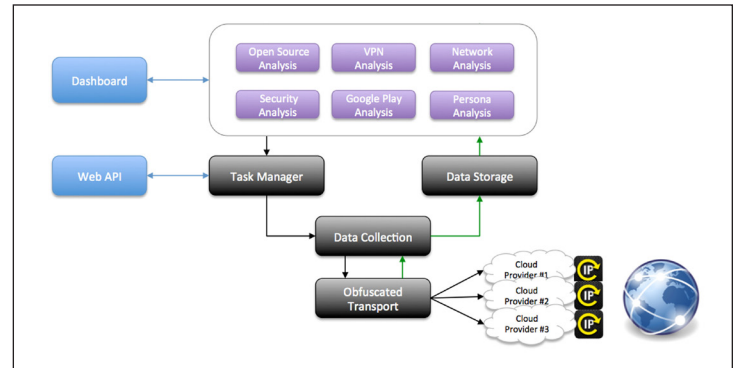 Open Source
Analysis
VPN
Analysis
Network
Analysis
Dashboard
Security
Analysis
Google Play
Analysis
Persona
Analysis
Web API
Task Manager
Data Storage
Data Collection
Obfuscated
Transport
Cloud
Provider #1
IP
Cloud
Provider #2
IP
Cloud
Provider #3
IP